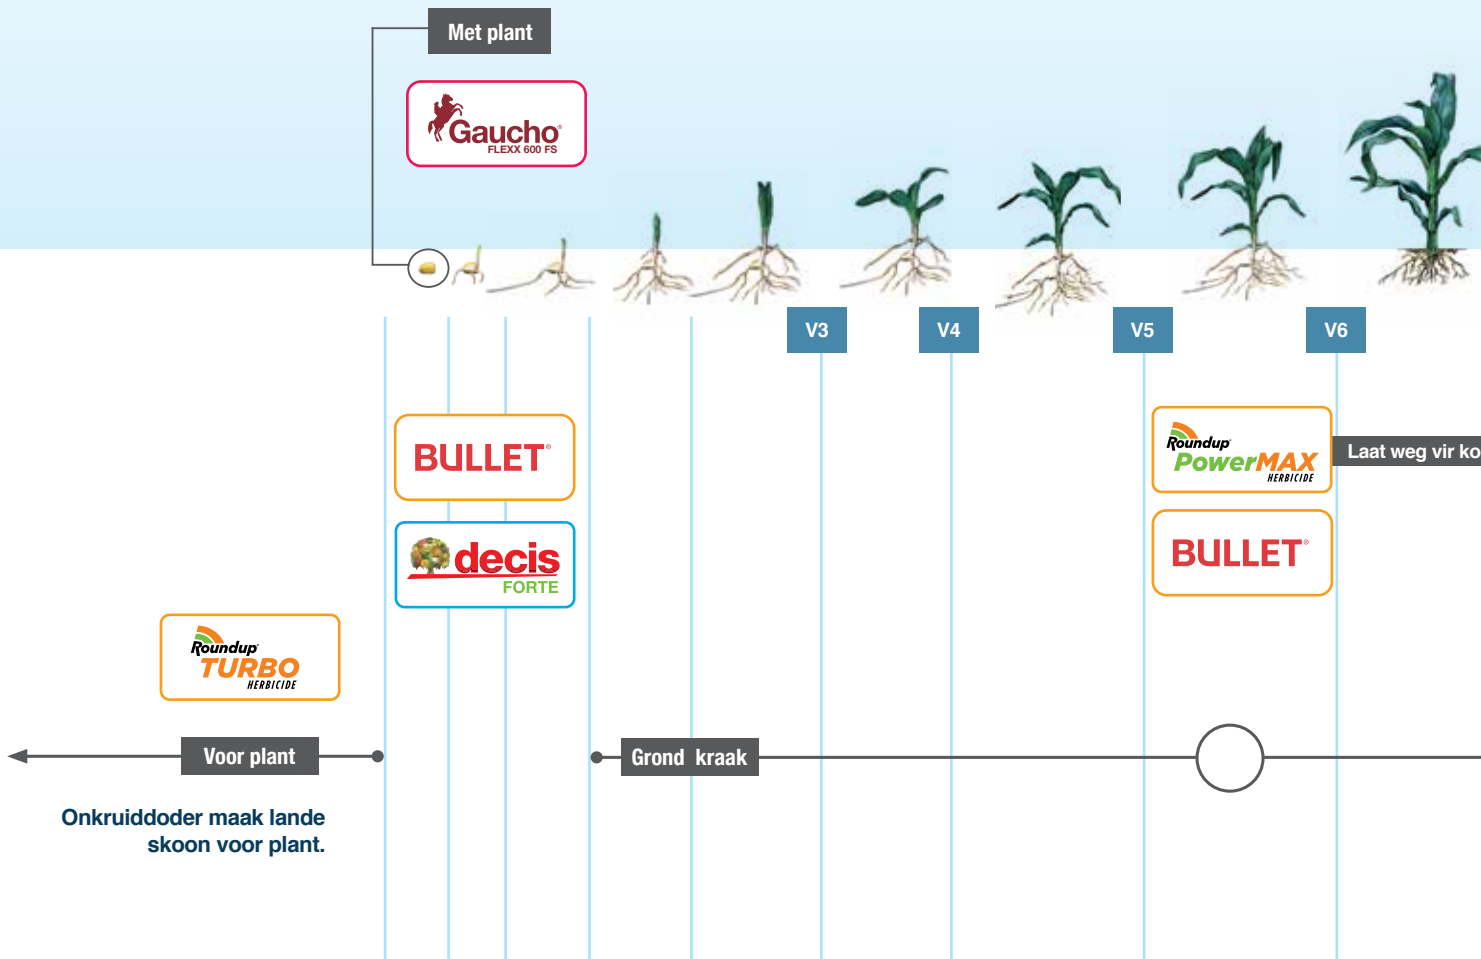 Met plant
Gaucho®
FLEXX 600 FS
V3
V4
V5
V6
BULLET®
Roundup®
PowerMAX
HERBICIDE
Laat weg vir ko
decis
FORTE
BULLET®
Roundup®
TURBO
HERBICIDE
Voor plant
Grond kraak
Onkruiddoder maak lande
skoon voor plant.